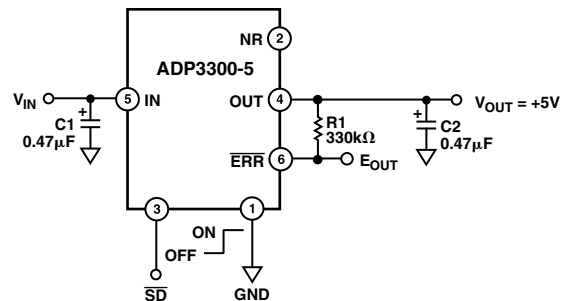 NR
2
ADP3300-5
V_IN
5
IN
OUT
4
V_OUT = +5V
+
C1
0.47μF
R1
330kΩ
+
C2
0.47μF
ERR
6
E_OUT
3
1
ON
OFF
SD
GND